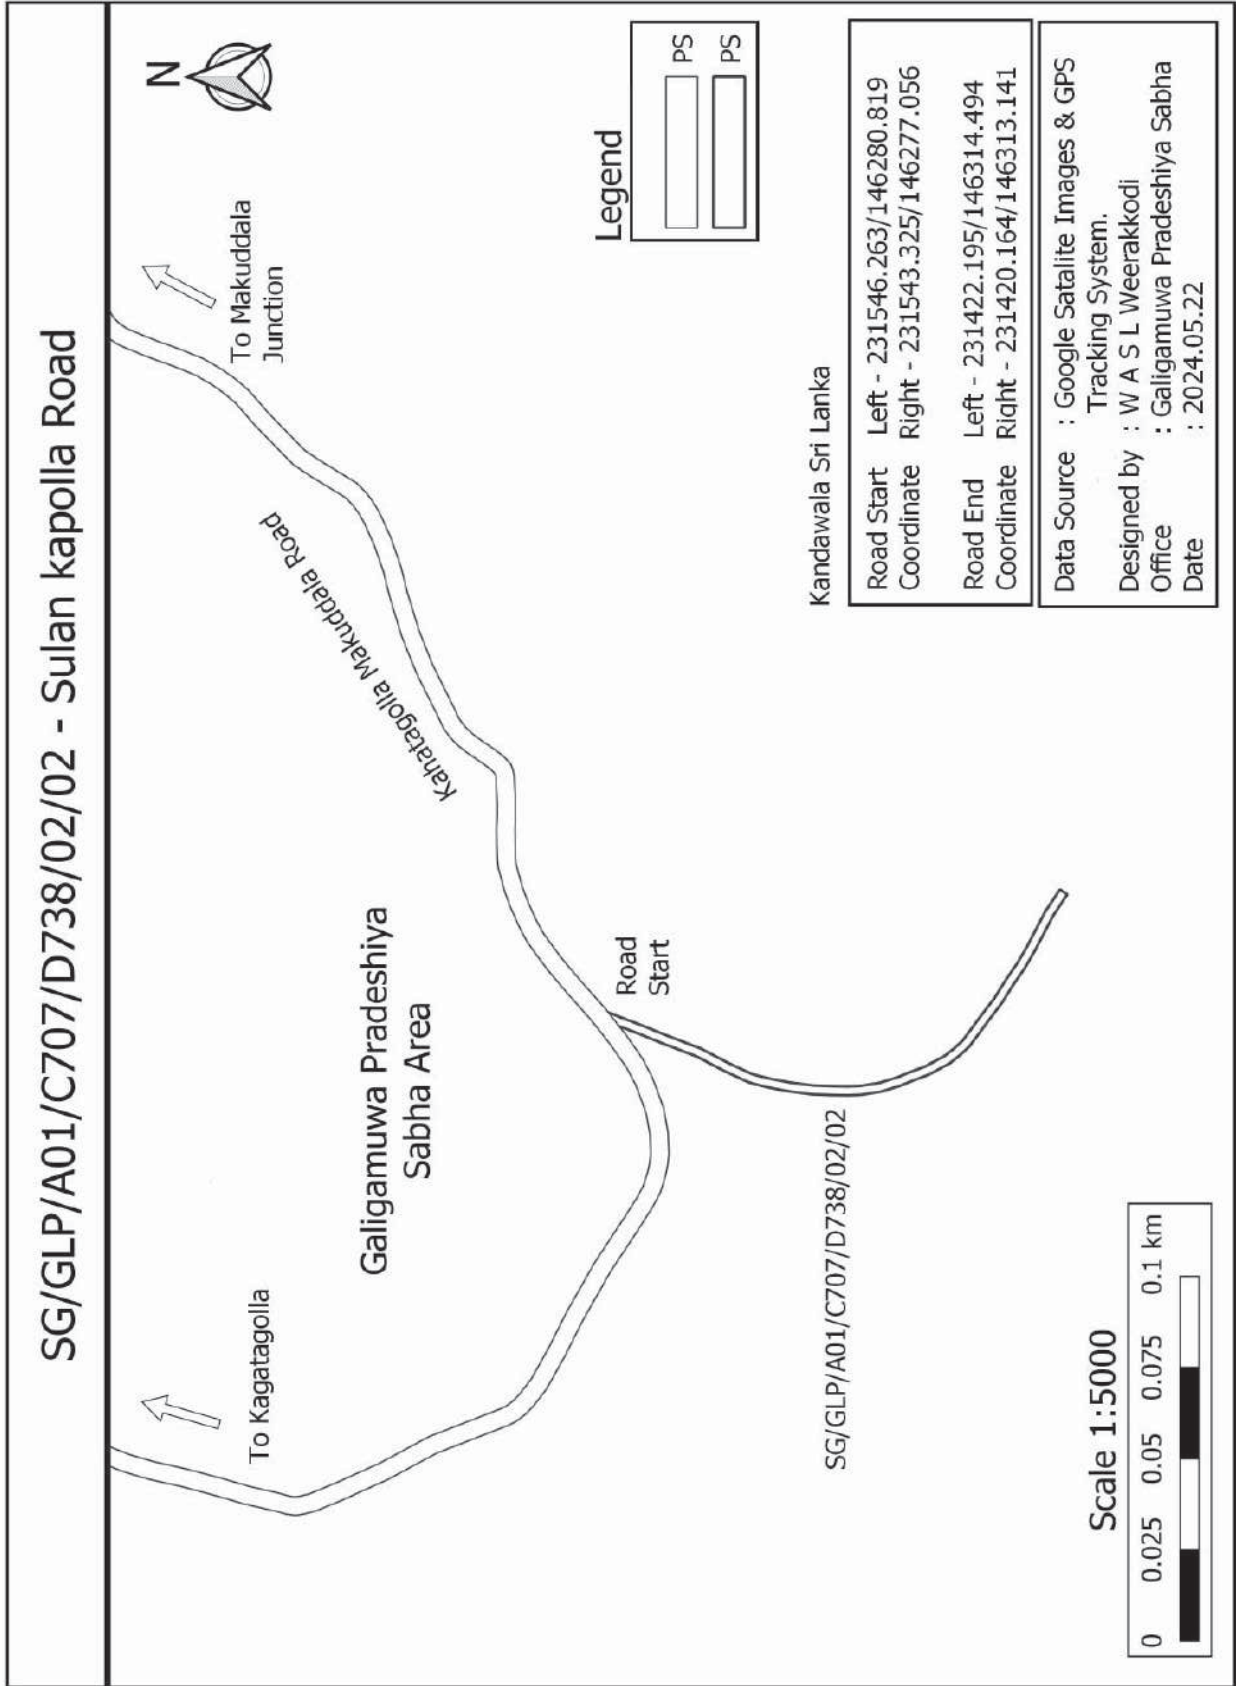 SG/GLP/A01/C707/D738/02/02 - Sulan kapolla Road
N
To Kagatagolla
To Makuddala
Junction
Kahatagolla Makuddala Road
Galigamuwa Pradeshiya
Sabha Area
Road
Start
SG/GLP/A01/C707/D738/02/02
Legend
PS
PS
Kandawala Sri Lanka
Road Start Left - 231546.263/146280.819
Coordinate Right - 231543.325/146277.056
Road End Left - 231422.195/146314.494
Coordinate Right - 231420.164/146313.141
Data Source : Google Satalite Images & GPS
Tracking System.
Designed by : W A S L Weerakkodi
Office : Galigamuwa Pradeshiya Sabha
Date : 2024.05.22
Scale 1:5000
0 0.025 0.05 0.075 0.1 km